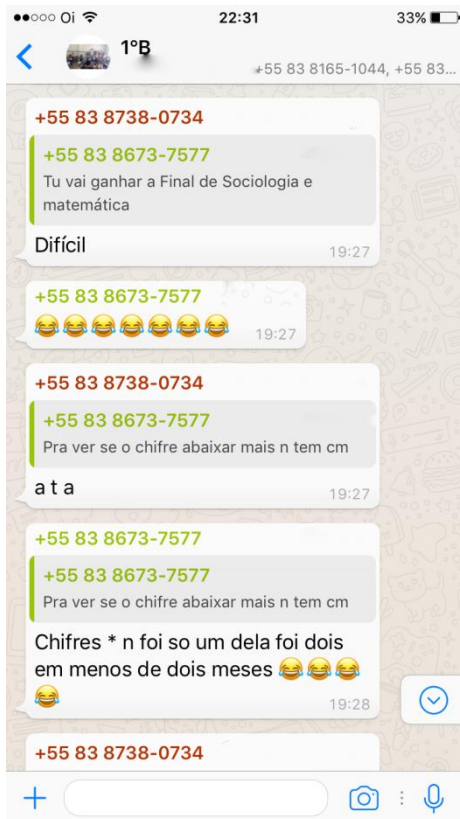 Oi 22:31 33%
1ºB
+55 83 8165-1044, +55 83...
+55 83 8738-0734
+55 83 8673-7577
Tu vai ganhar a Final de Sociologia e
matemática
Difícil 19:27
+55 83 8673-7577
😂😂😂😂😂😂😂 19:27
+55 83 8738-0734
+55 83 8673-7577
Pra ver se o chifre abaixar mais n tem cm
a t a 19:27
+55 83 8673-7577
+55 83 8673-7577
Pra ver se o chifre abaixar mais n tem cm
Chifres * n foi so um dela foi dois
em menos de dois meses 😂😂😂
😂 19:28
+55 83 8738-0734